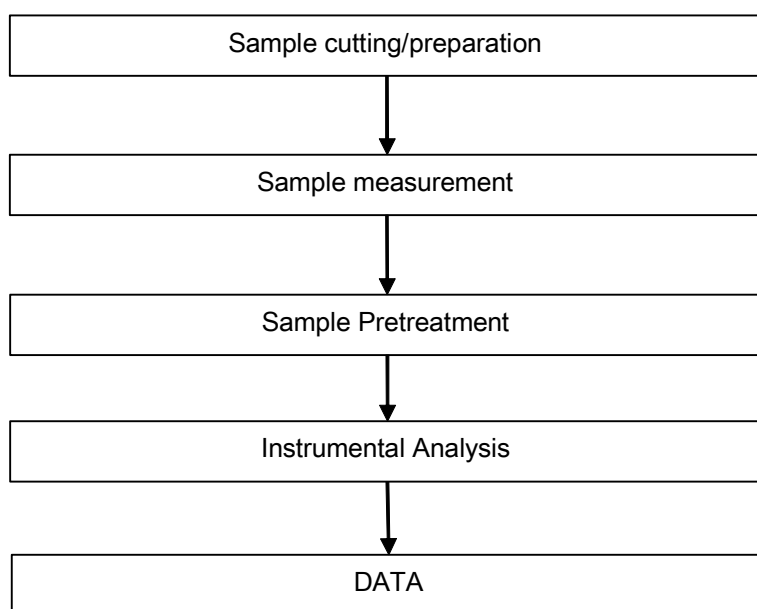 Sample cutting/preparation
Sample measurement
Sample Pretreatment
Instrumental Analysis
DATA